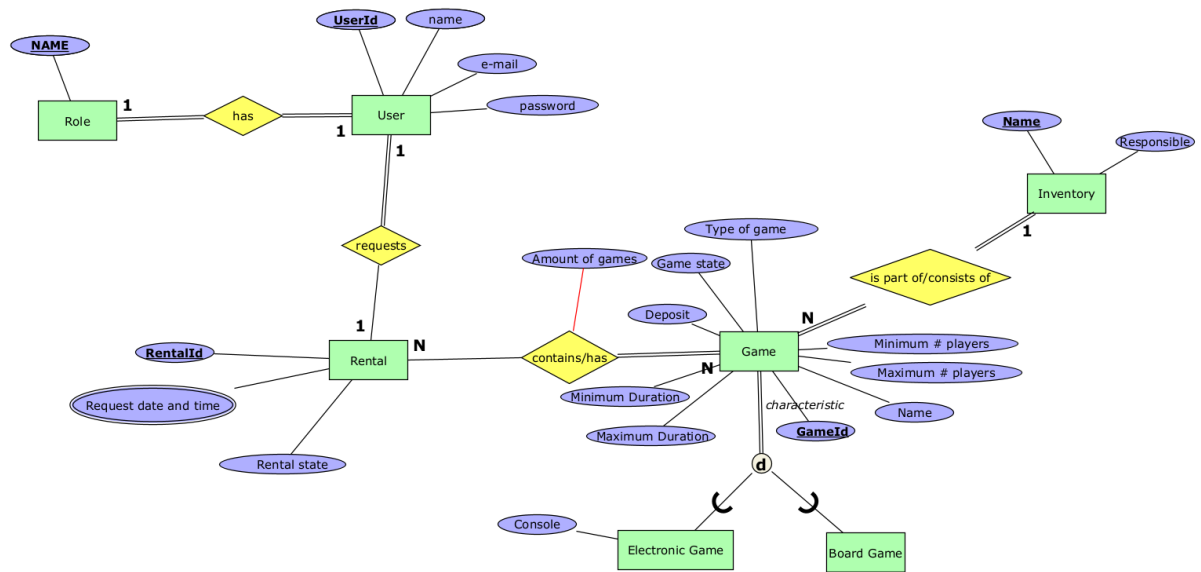 UserId
name
NAME
e-mail
password
1
Role
has
User
1
1
Name
Responsible
Inventory
1
requests
Type of game
Amount of games
Game state
is part of/consists of
Deposit
N
1
RentalId
Rental
N
contains/has
Game
Minimum # players
N
Maximum # players
Request date and time
Minimum Duration
characteristic
Name
Maximum Duration
GameId
Rental state
d
Console
Electronic Game
Board Game